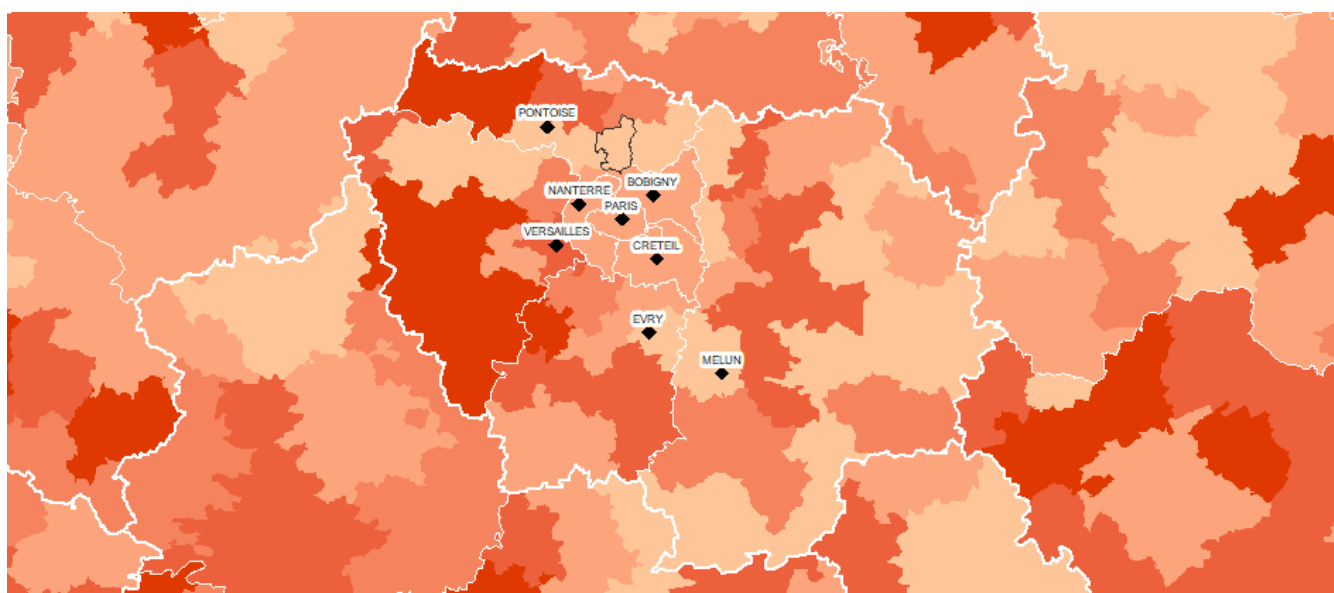 PONTOISE
NANTERRE
BOBIGNY
PARIS
VERSAILLES
CRETEIL
EVRY
MELUN